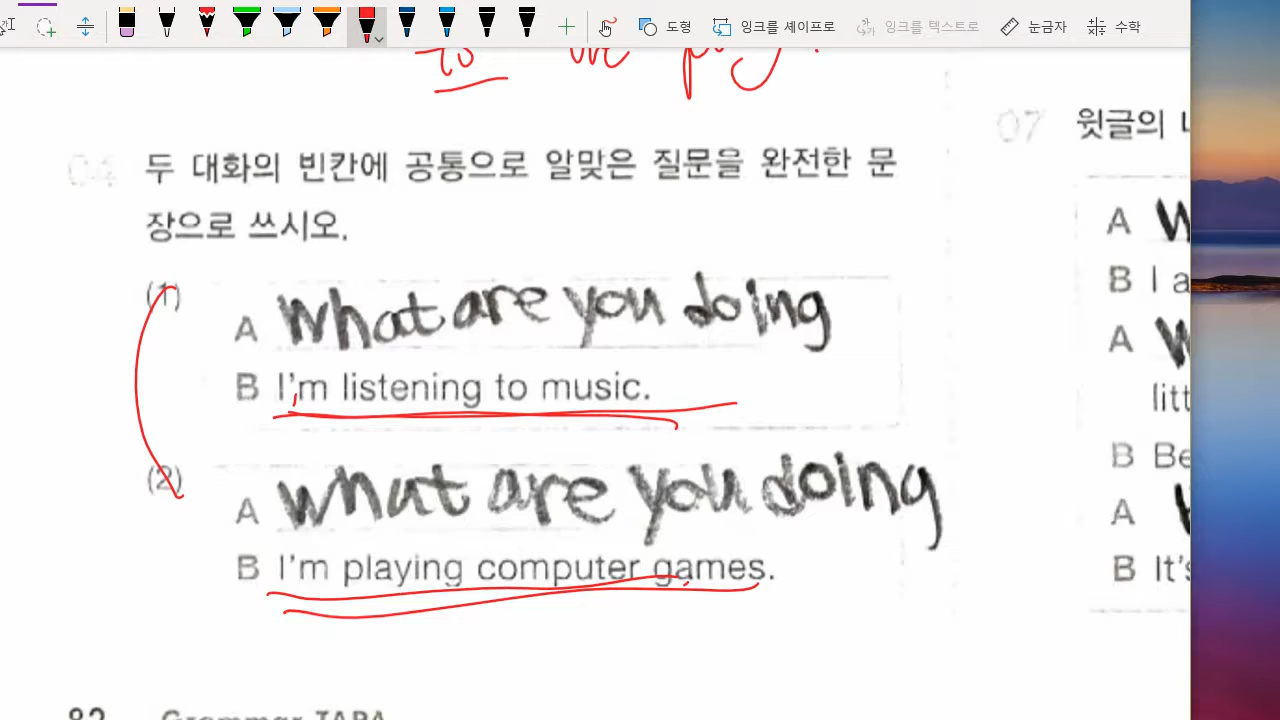 도형
잉크를 셰이프로
잉크를 텍스트로
눈금자
수학
to we play
04 두 대화의 빈칸에 공통으로 알맞은 질문을 완전한 문
장으로 쓰시오.
(1)
A What are you doing
B I'm listening to music.
(2)
A What are you doing
B I'm playing computer games.
07 윗글의
A W
B I a
A W
litt
B Be
A
B It's
82 Grammar TAPA